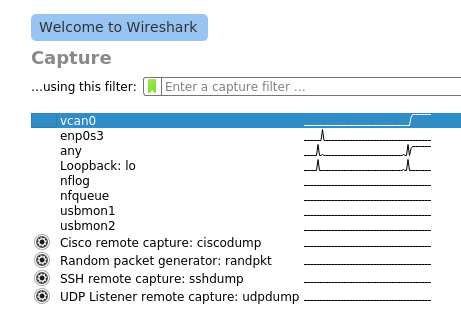 Welcome to Wireshark
Capture
...using this filter: Enter a capture filter ...
vcan0
enp0s3
any
Loopback: lo
nflog
nfqueue
usbmon1
usbmon2
Cisco remote capture: ciscodump
Random packet generator: randpkt
SSH remote capture: sshdump
UDP Listener remote capture: udpdump